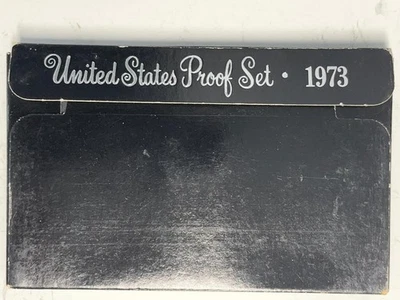 United States Proof Set • 1973